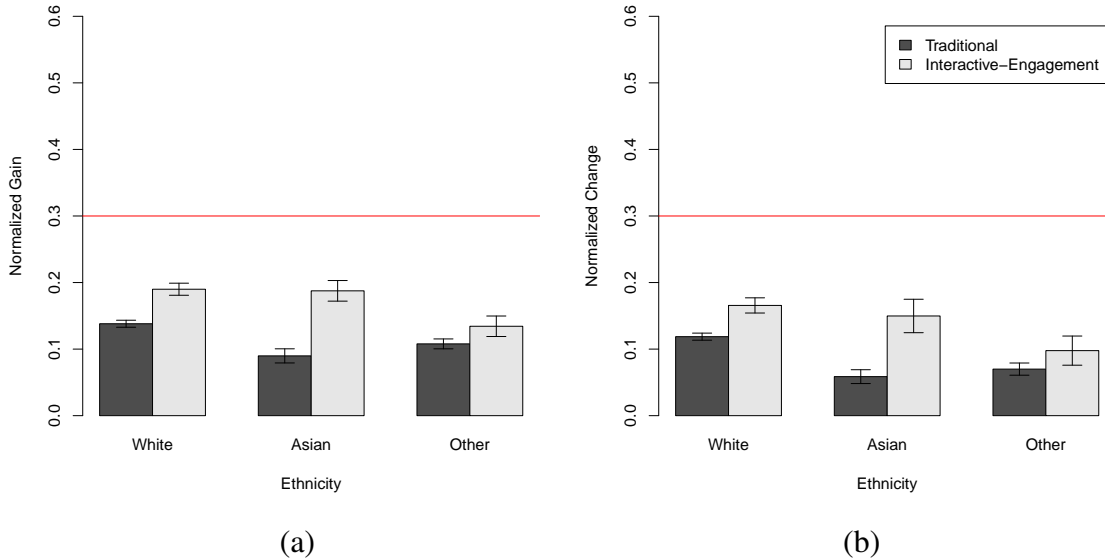 Normalized Gain
0.6
0.5
0.4
0.3
0.2
0.1
0.0
White Asian Other
Ethnicity
(a)
Normalized Change
0.6
0.5
0.4
0.3
0.2
0.1
0.0
Traditional
Interactive−Engagement
White Asian Other
Ethnicity
(b)